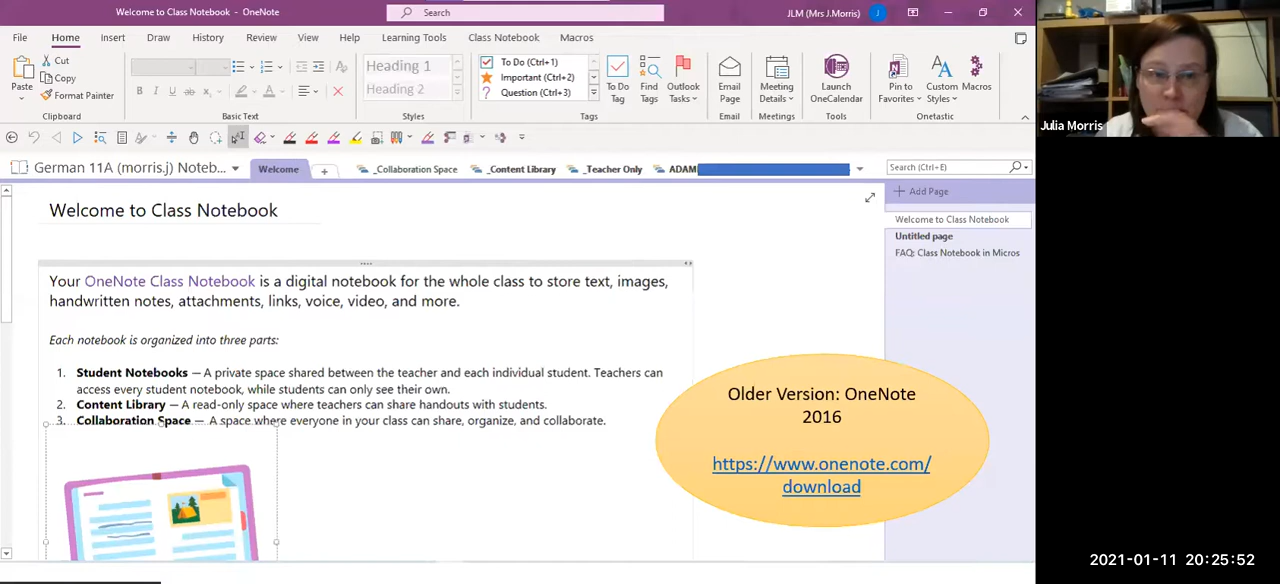 Welcome to Class Notebook - OneNote
Search
JLM (Mrs J.Morris)
J
File Home Insert Draw History Review View Help Learning Tools Class Notebook Macros
Paste
Cut
Copy
Format Painter
Clipboard
B I U ab x
Basic Text
Heading 1
Heading 2
Styles
To Do (Ctrl+1)
Important (Ctrl+2)
Question (Ctrl+3)
To Do
Tag
Find
Tags
Outlook
Tasks
Tags
Email
Page
Email
Meeting
Details
Meetings
Launch
OneCalendar
Tools
Pin to
Favorites
Custom
Styles
Macros
Onetastic
Julia Morris
German 11A (morris.j) Noteb...
Welcome
_Collaboration Space
_Content Library
_Teacher Only
ADAM
Search (Ctrl+E)
Add Page
Welcome to Class Notebook
Untitled page
FAQ: Class Notebook in Micros
Welcome to Class Notebook
Your OneNote Class Notebook is a digital notebook for the whole class to store text, images,
handwritten notes, attachments, links, voice, video, and more.
Each notebook is organized into three parts:
1. Student Notebooks — A private space shared between the teacher and each individual student. Teachers can
access every student notebook, while students can only see their own.
2. Content Library — A read-only space where teachers can share handouts with students.
3. Collaboration Space — A space where everyone in your class can share, organize, and collaborate.
Older Version: OneNote
2016
https://www.onenote.com/
download
2021-01-11 20:25:52